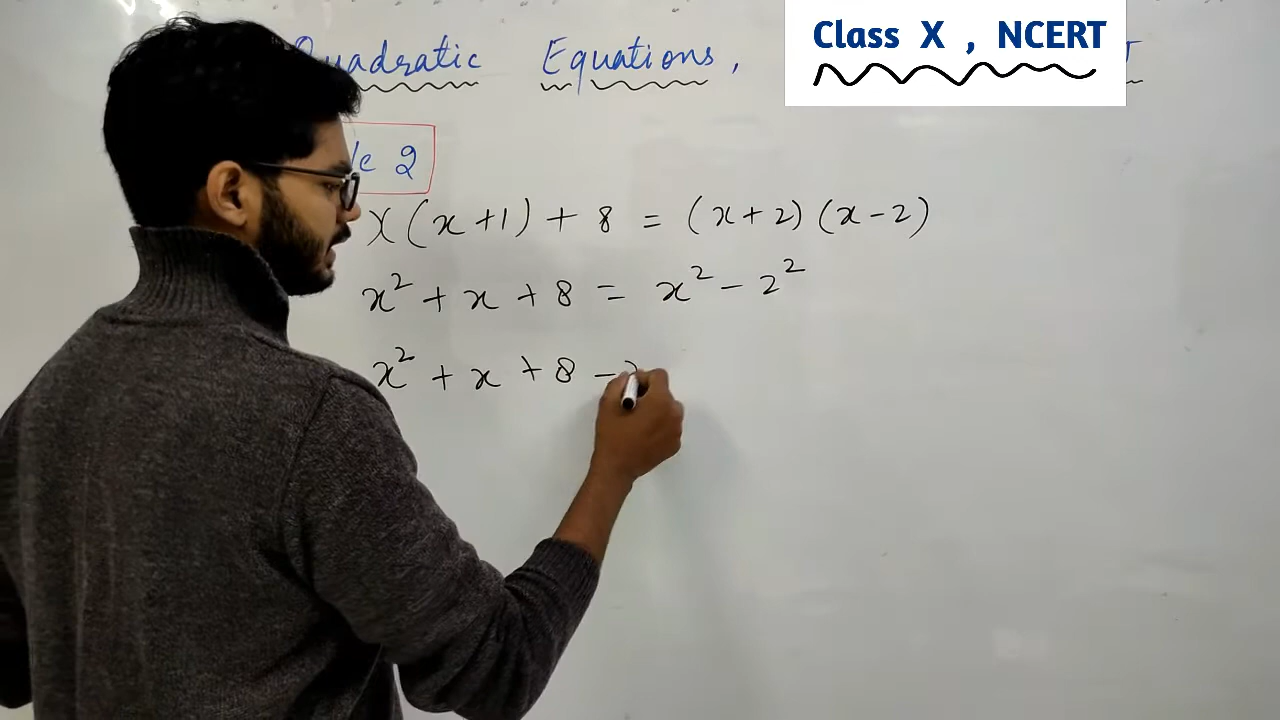 Quadratic Equations,
Class X , NCERT
2
X(x+1) + 8 = (x+2)(x-2)
x² + x + 8 = x² - 2²
x² + x + 8 -